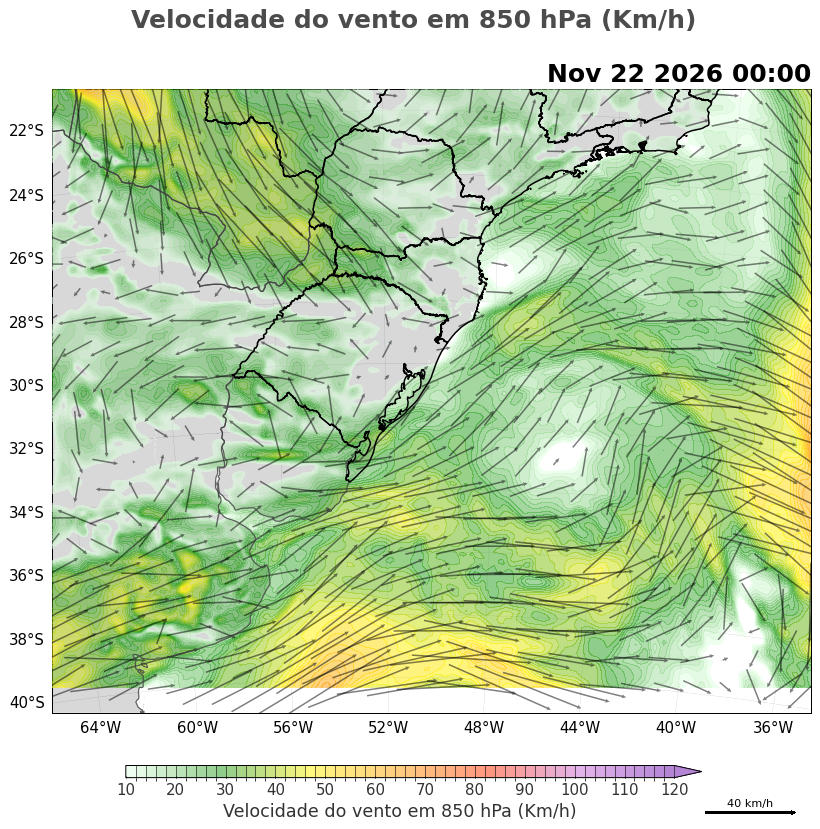 Velocidade do vento em 850 hPa (Km/h)
Nov 22 2026 00:00
22°S
24°S
26°S
28°S
30°S
32°S
34°S
36°S
38°S
40°S
64°W 60°W 56°W 52°W 48°W 44°W 40°W 36°W
10 20 30 40 50 60 70 80 90 100 110 120
Velocidade do vento em 850 hPa (Km/h)
40 km/h